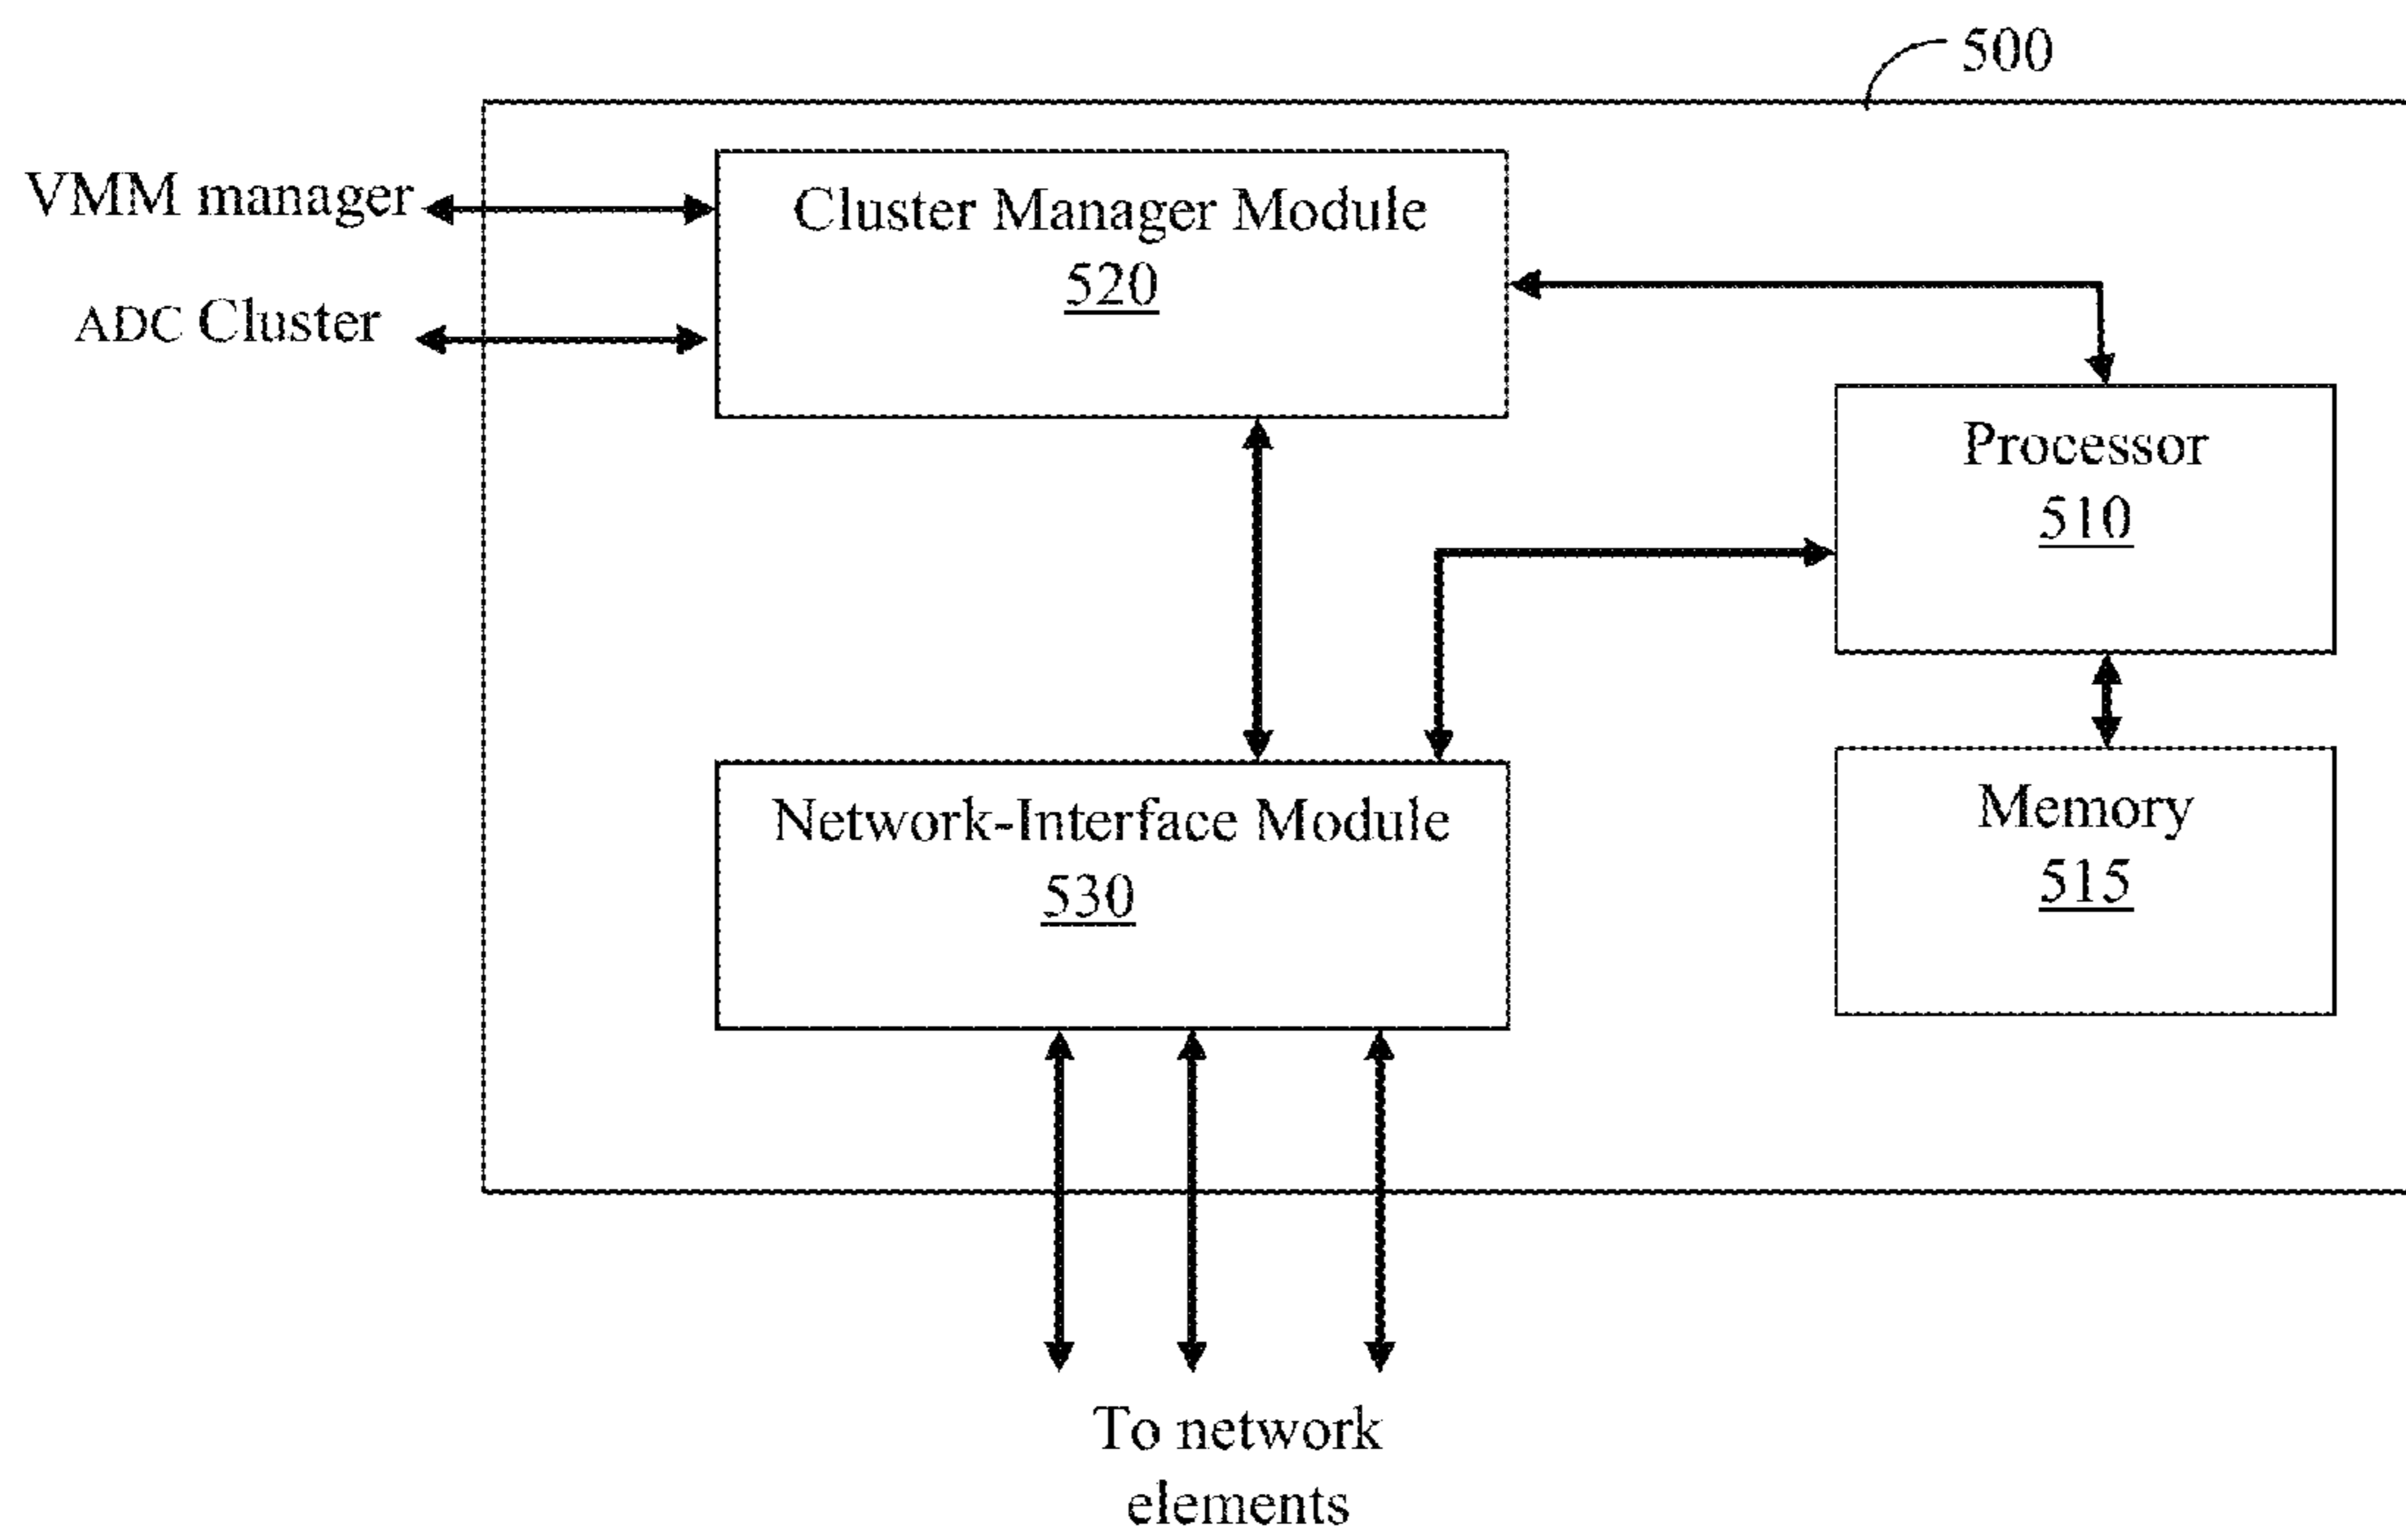 500
VMM manager
ADC Cluster
Cluster Manager Module
520
Processor
510
Network-Interface Module
530
Memory
515
To network
elements